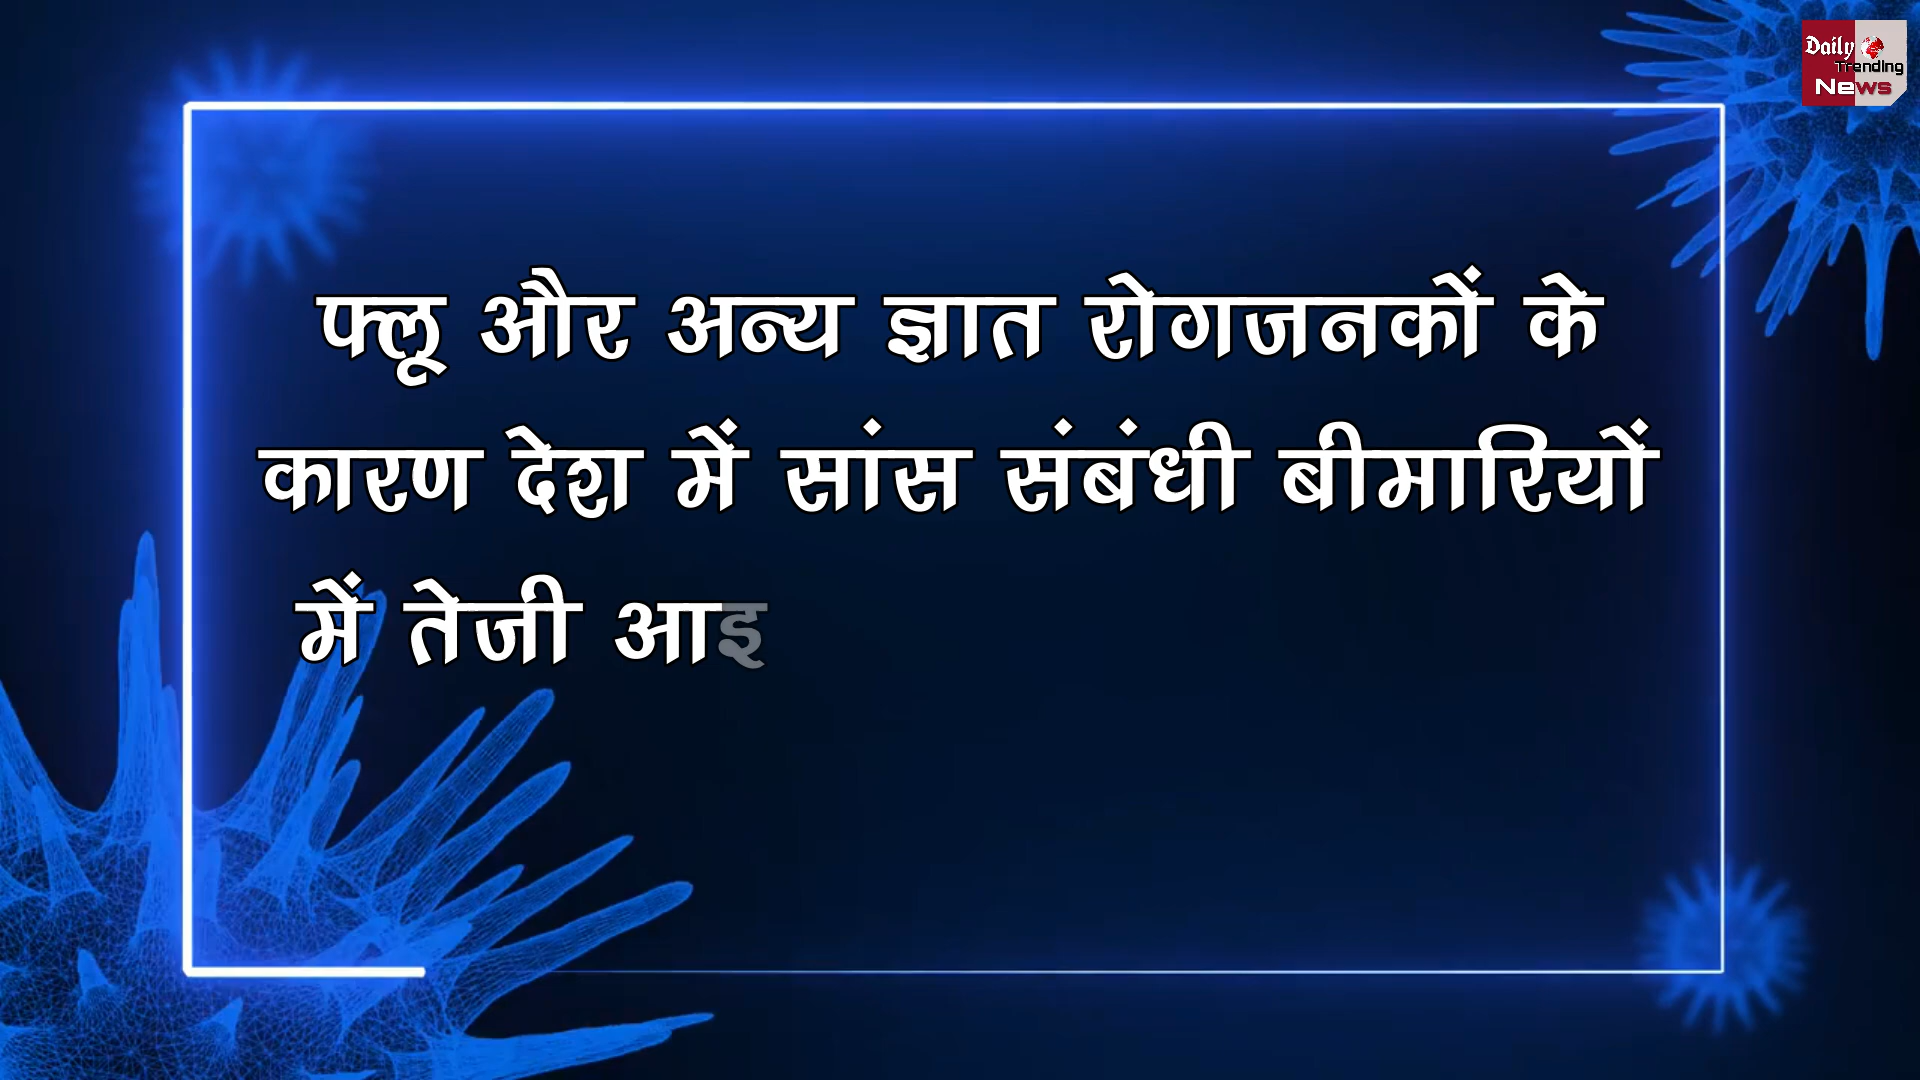 Daily
Trending
News
फ्लू और अन्य ज्ञात रोगजनकों के
कारण देश में सांस संबंधी बीमारियों
में तेजी आइ